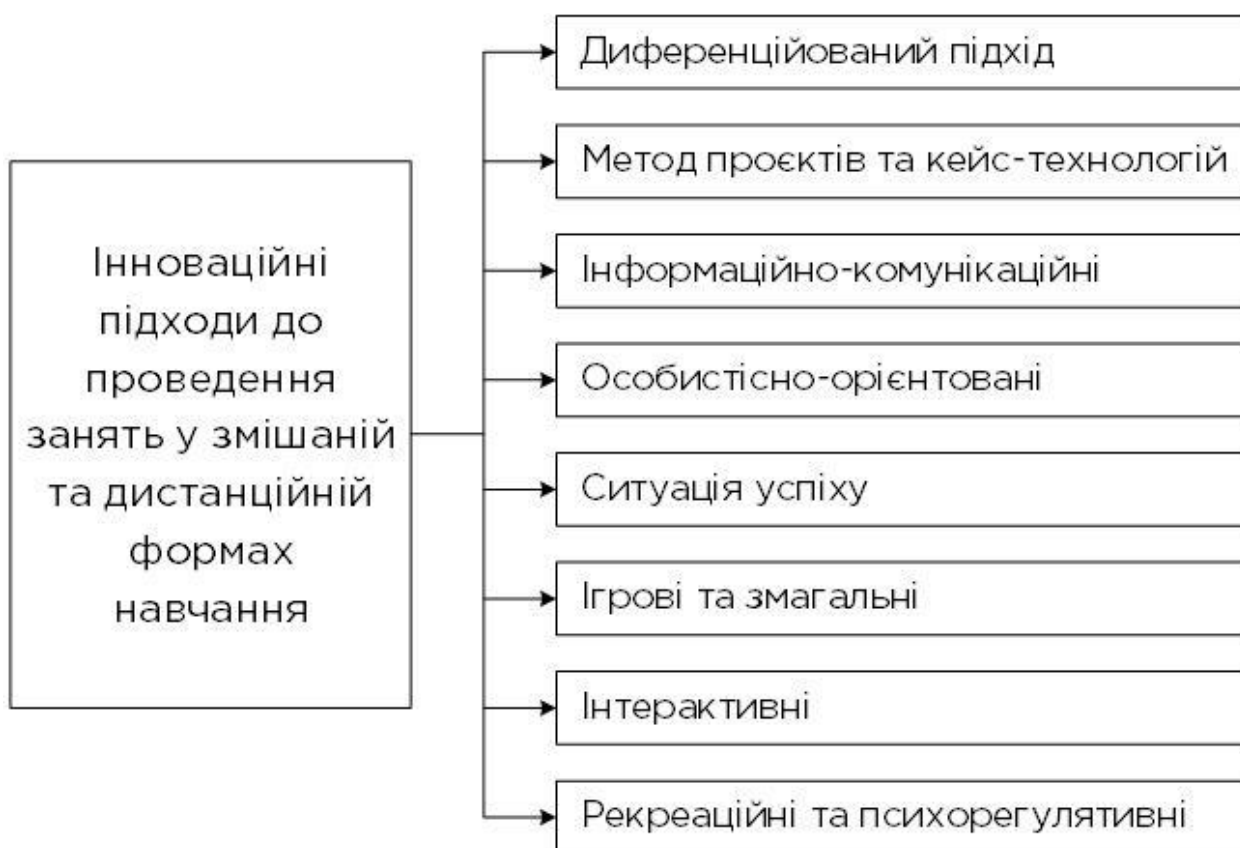 Інноваційні
підходи до
проведення
занять у змішаній
та дистанційній
формах
навчання
Диференційований підхід
Метод проєктів та кейс-технологій
Інформаційно-комунікаційні
Особистісно-орієнтовані
Ситуація успіху
Ігрові та змагальні
Інтерактивні
Рекреаційні та психорегулятивні